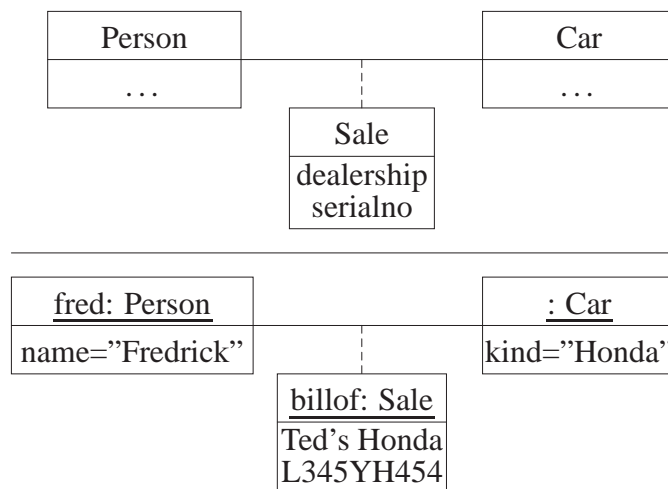 Person
Car
...
...
Sale
dealership
serialno
fred: Person
: Car
name=”Fredrick”
kind=”Honda”
billof: Sale
Ted’s Honda
L345YH454